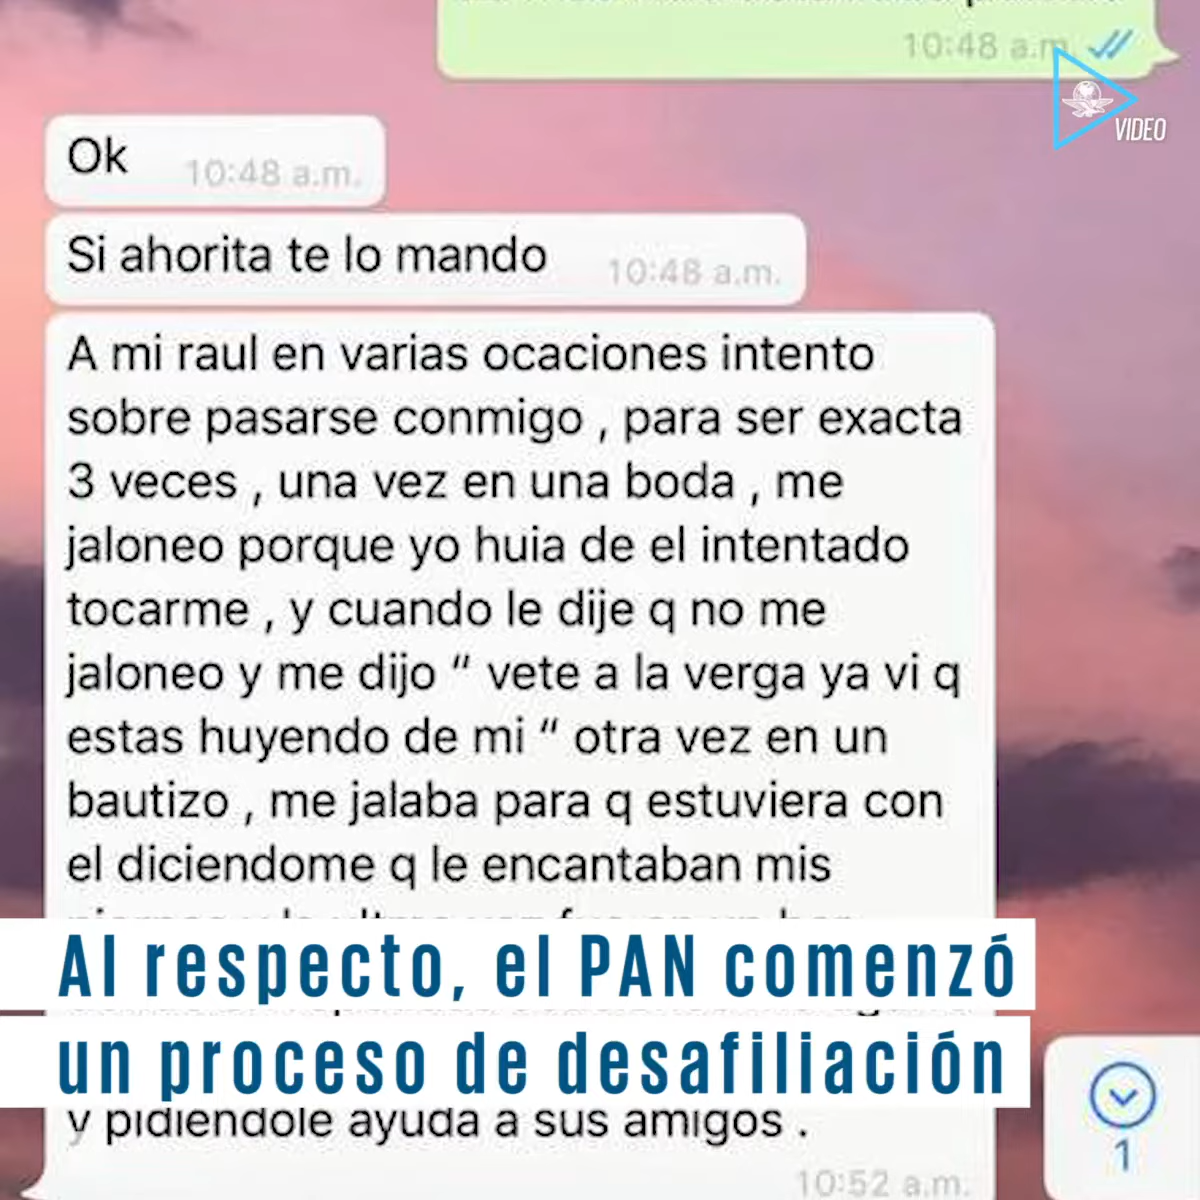 10:48 a.m.
VIDEO
Ok 10:48 a.m.
Si ahorita te lo mando 10:48 a.m.
A mi raul en varias ocaciones intento
sobre pasarse conmigo , para ser exacta
3 veces , una vez en una boda , me
jaloneo porque yo huia de el intentado
tocarme , y cuando le dije q no me
jaloneo y me dijo “ vete a la verga ya vi q
estas huyendo de mi “ otra vez en un
bautizo , me jalaba para q estuviera con
el diciendome q le encantaban mis
Al respecto, el PAN comenzó
un proceso de desafiliación
y pidiendole ayuda a sus amigos .
1
10:52 a.m.